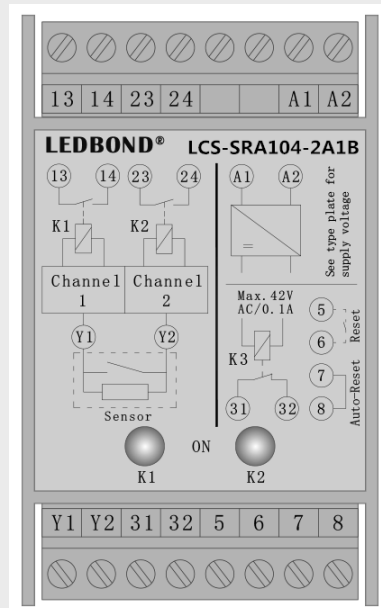 13 14 23 24 A1 A2
LEDBOND® LCS-SRA104-2A1B
13 14 23 24
K1 K2
Channel 1
Channel 2
Y1 Y2
Sensor
A1 A2
See type plate for
supply voltage
Max. 42V
AC/0.1A
K3
31 32
5
6
Reset
7
8
Auto-Reset
ON
K1 K2
Y1 Y2 31 32 5 6 7 8